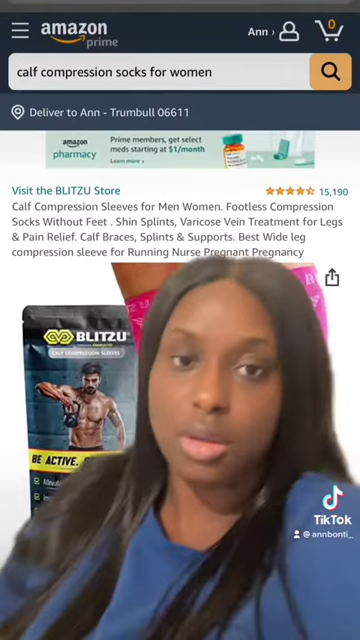 amazon
prime
Ann ›
0
calf compression socks for women
Deliver to Ann - Trumbull 06611
amazon
pharmacy
Prime members, get select
meds starting at $1/month
Learn more ›
Visit the BLITZU Store
15,190
Calf Compression Sleeves for Men Women. Footless Compression
Socks Without Feet . Shin Splints, Varicose Vein Treatment for Legs
& Pain Relief. Calf Braces, Splints & Supports. Best Wide leg
compression sleeve for Running Nurse Pregnant Pregnancy
BLITZU
CALF COMPRESSION SLEEVES
BE ACTIVE.
TikTok
@annbonti_